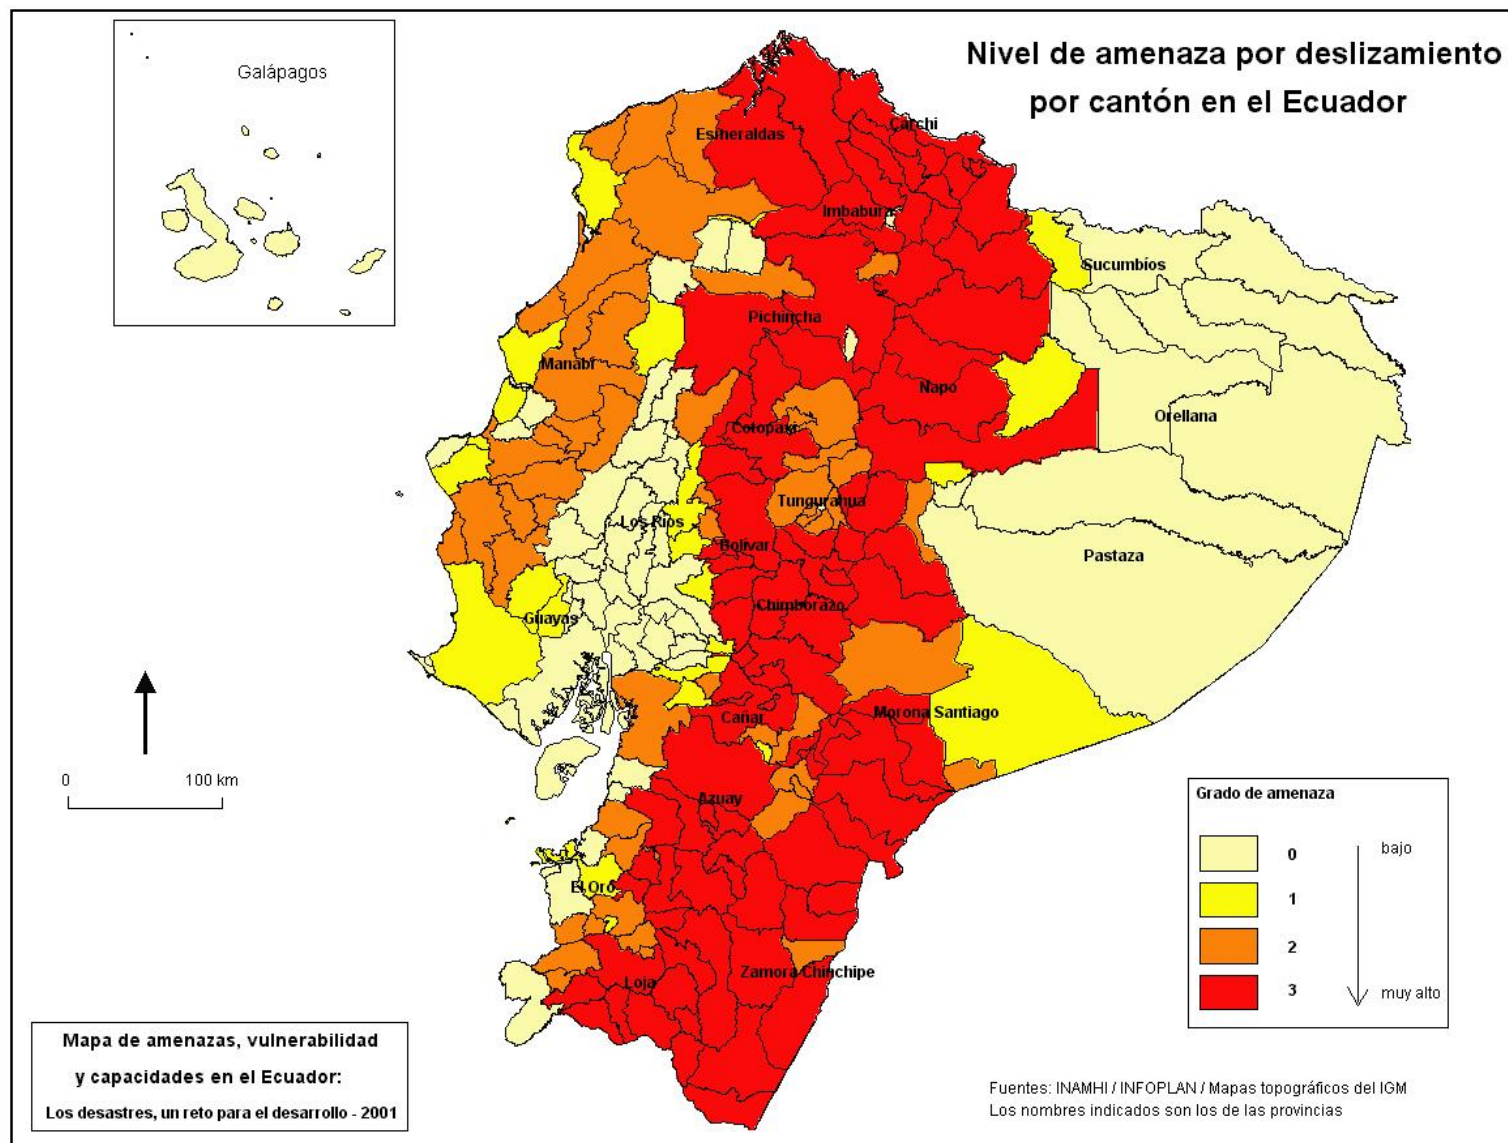 Nivel de amenaza por deslizamiento
por cantón en el Ecuador
Galápagos
Esmeraldas
Carchi
Imbabura
Sucumbíos
Pichincha
Manabí
Napo
Orellana
Cotopaxi
Tungurahua
Los Ríos
Bolívar
Pastaza
Chimborazo
Guayas
Morona Santiago
Cañar
Azuay
El Oro
Zamora Chinchipe
Loja
0 100 km
Grado de amenaza
0 bajo
1
2
3 muy alto
Mapa de amenazas, vulnerabilidad
y capacidades en el Ecuador:
Los desastres, un reto para el desarrollo - 2001
Fuentes: INAMHI / INFOPLAN / Mapas topográficos del IGM
Los nombres indicados son los de las provincias